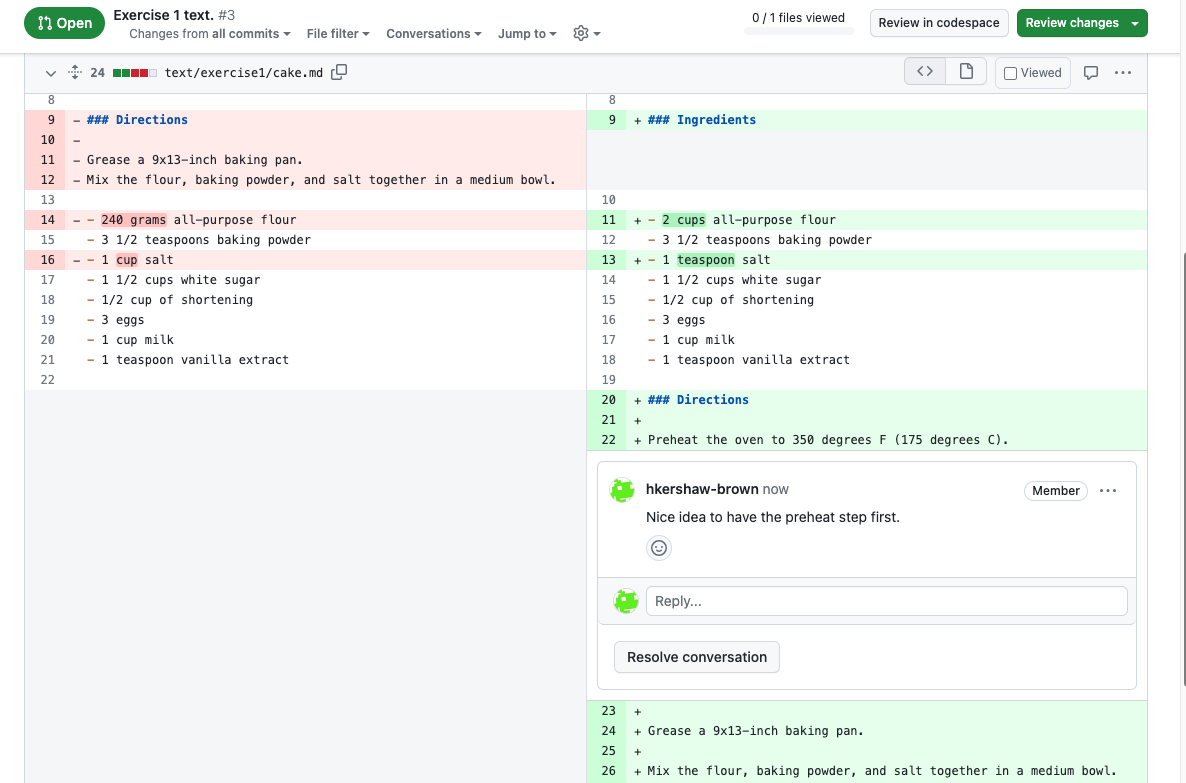 Open
Exercise 1 text. #3
Changes from all commits
File filter
Conversations
Jump to
0 / 1 files viewed
Review in codespace
Review changes
24
text/exercise1/cake.md
Viewed
8
9 - ### Directions
10 -
11 - Grease a 9x13-inch baking pan.
12 - Mix the flour, baking powder, and salt together in a medium bowl.
13
14 - - 240 grams all-purpose flour
15 - 3 1/2 teaspoons baking powder
16 - - 1 cup salt
17 - 1 1/2 cups white sugar
18 - 1/2 cup of shortening
19 - 3 eggs
20 - 1 cup milk
21 - 1 teaspoon vanilla extract
22
8
9 + ### Ingredients
10
11 + - 2 cups all-purpose flour
12 - 3 1/2 teaspoons baking powder
13 + - 1 teaspoon salt
14 - 1 1/2 cups white sugar
15 - 1/2 cup of shortening
16 - 3 eggs
17 - 1 cup milk
18 - 1 teaspoon vanilla extract
19
20 + ### Directions
21 +
22 + Preheat the oven to 350 degrees F (175 degrees C).
hkershaw-brown now
Member
Nice idea to have the preheat step first.
Reply...
Resolve conversation
23 +
24 + Grease a 9x13-inch baking pan.
25 +
26 + Mix the flour, baking powder, and salt together in a medium bowl.